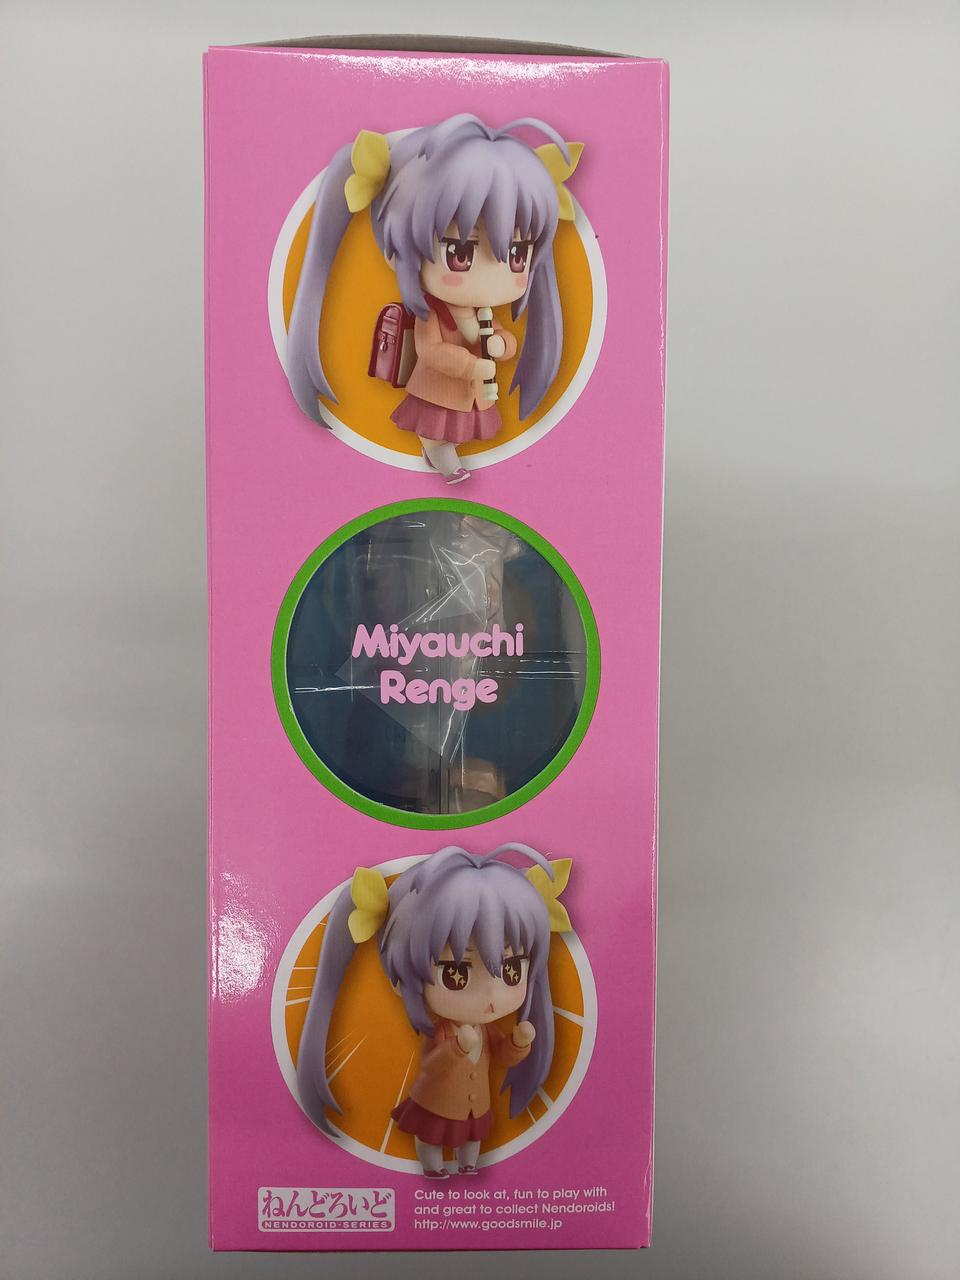 Miyauchi
Renge
ねんどろいど
NENDOROID-SERIES
Cute to look at, fun to play with
and great to collect Nendoroids!
http://www.goodsmile.jp